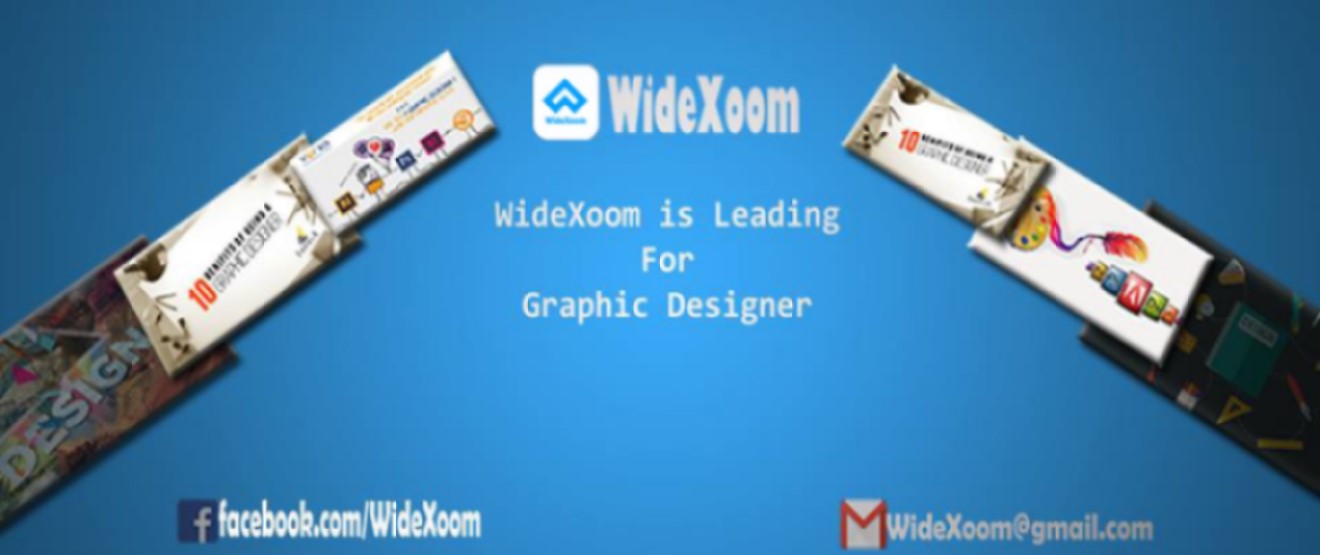 WideXoom
WideXoom
WideXoom is Leading
For
Graphic Designer
10 BENEFITS OF BEING A
GRAPHIC DESIGNER
10 BENEFITS OF BEING A
GRAPHIC DESIGNER
DESIGN
facebook.com/WideXoom
WideXoom@gmail.com